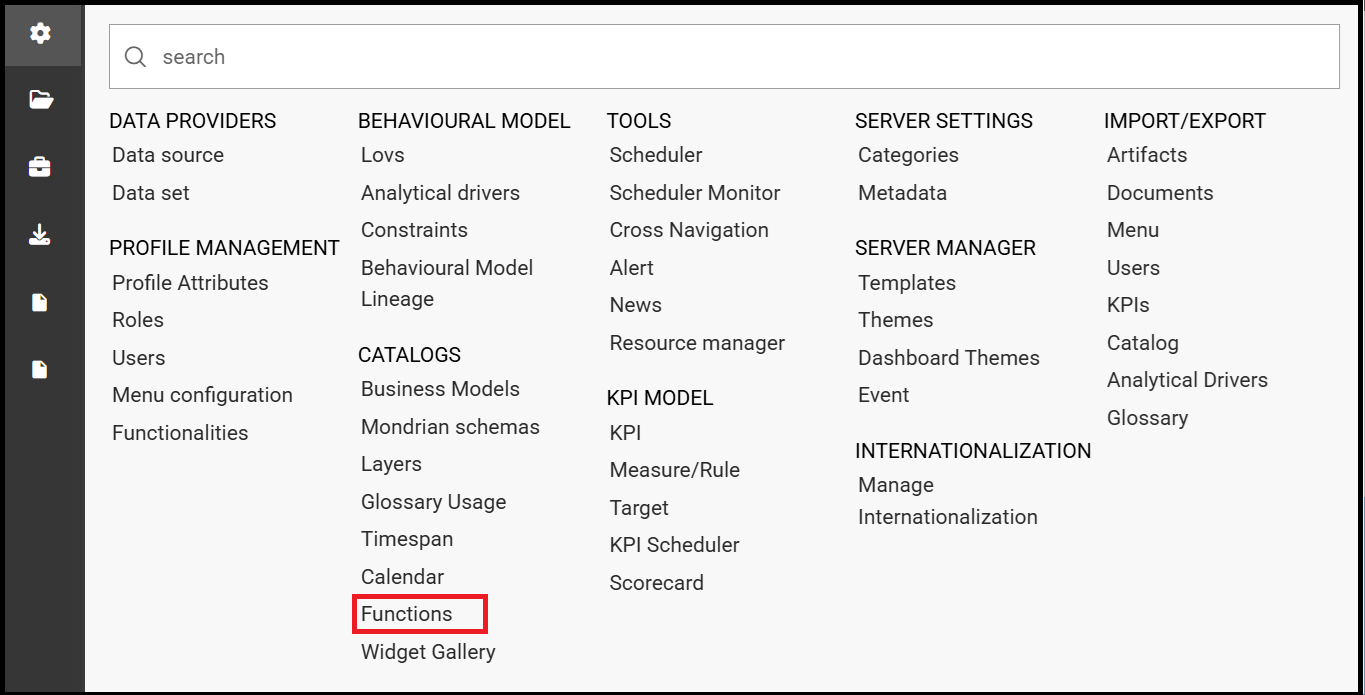 search
DATA PROVIDERS
Data source
Data set
PROFILE MANAGEMENT
Profile Attributes
Roles
Users
Menu configuration
Functionalities
BEHAVIOURAL MODEL
Lovs
Analytical drivers
Constraints
Behavioural Model
Lineage
CATALOGS
Business Models
Mondrian schemas
Layers
Glossary Usage
Timespan
Calendar
Functions
Widget Gallery
TOOLS
Scheduler
Scheduler Monitor
Cross Navigation
Alert
News
Resource manager
KPI MODEL
KPI
Measure/Rule
Target
KPI Scheduler
Scorecard
SERVER SETTINGS
Categories
Metadata
SERVER MANAGER
Templates
Themes
Dashboard Themes
Event
INTERNATIONALIZATION
Manage
Internationalization
IMPORT/EXPORT
Artifacts
Documents
Menu
Users
KPIs
Catalog
Analytical Drivers
Glossary